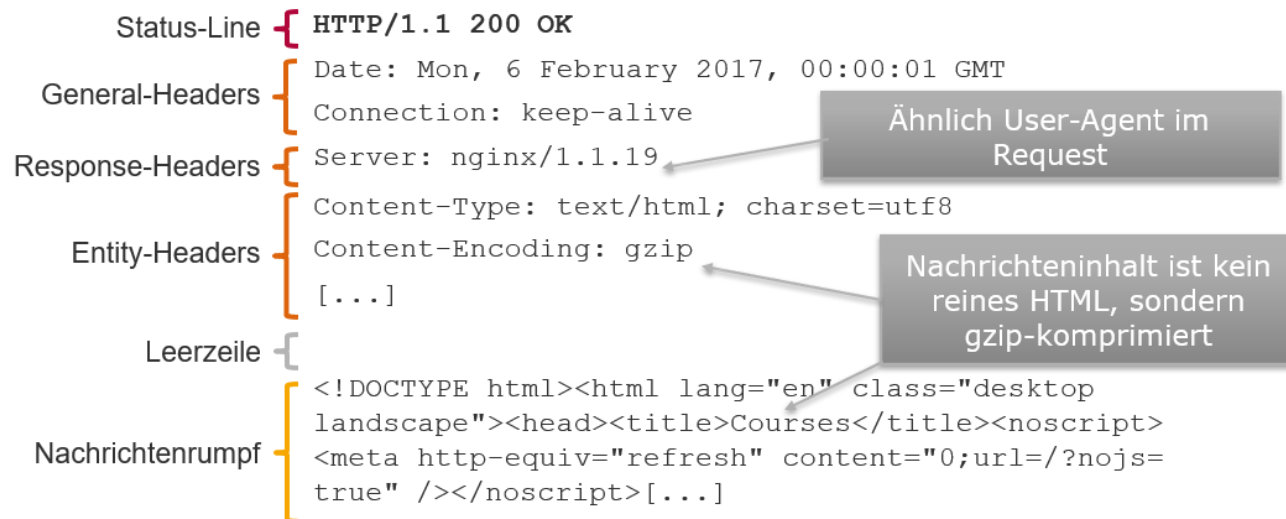 Status-Line
HTTP/1.1 200 OK
General-Headers
Date: Mon, 6 February 2017, 00:00:01 GMT
Connection: keep-alive
Ähnlich User-Agent im
Request
Response-Headers
Server: nginx/1.1.19
Entity-Headers
Content-Type: text/html; charset=utf8
Content-Encoding: gzip
[...]
Nachrichteninhalt ist kein
reines HTML, sondern
gzip-komprimiert
Leerzeile
Nachrichtenrumpf
<!DOCTYPE html><html lang="en" class="desktop
landscape"><head><title>Courses</title><noscript>
<meta http-equiv="refresh" content="0;url=/?nojs=
true" /></noscript>[...]